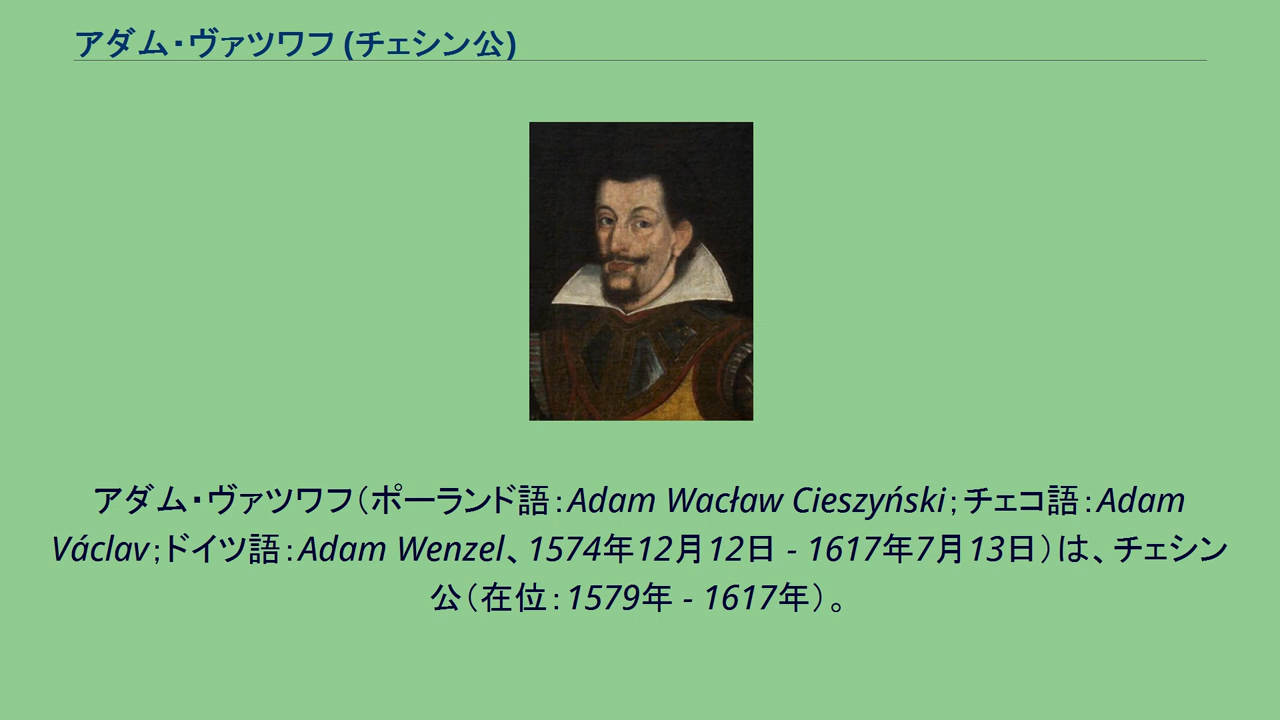 アダム・ヴァツワフ (チェシン公)
アダム・ヴァツワフ（ポーランド語：Adam Wacław Cieszyński；チェコ語：Adam
Václav；ドイツ語：Adam Wenzel、1574年12月12日 - 1617年7月13日）は、チェシン
公（在位：1579年 - 1617年）。